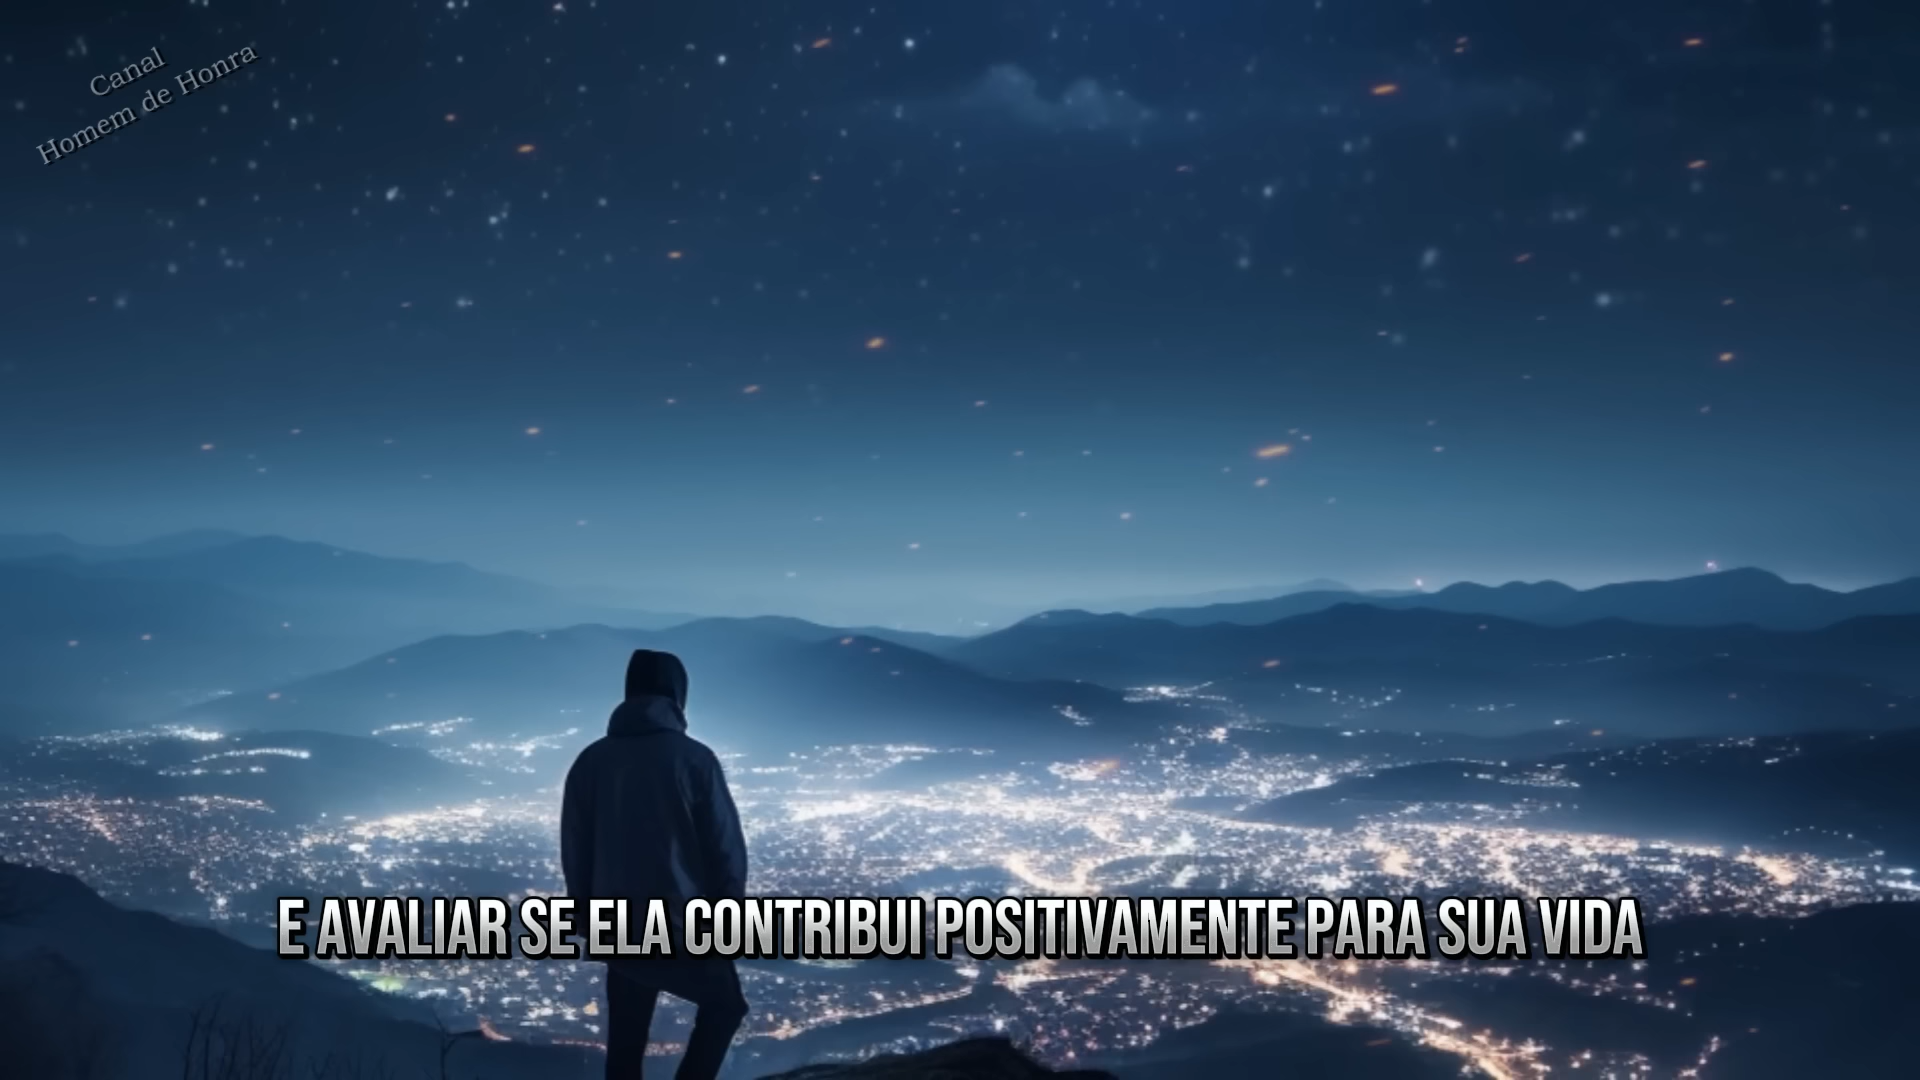 Canal
Homem de Honra
E AVALIAR SE ELA CONTRIBUI POSITIVAMENTE PARA SUA VIDA